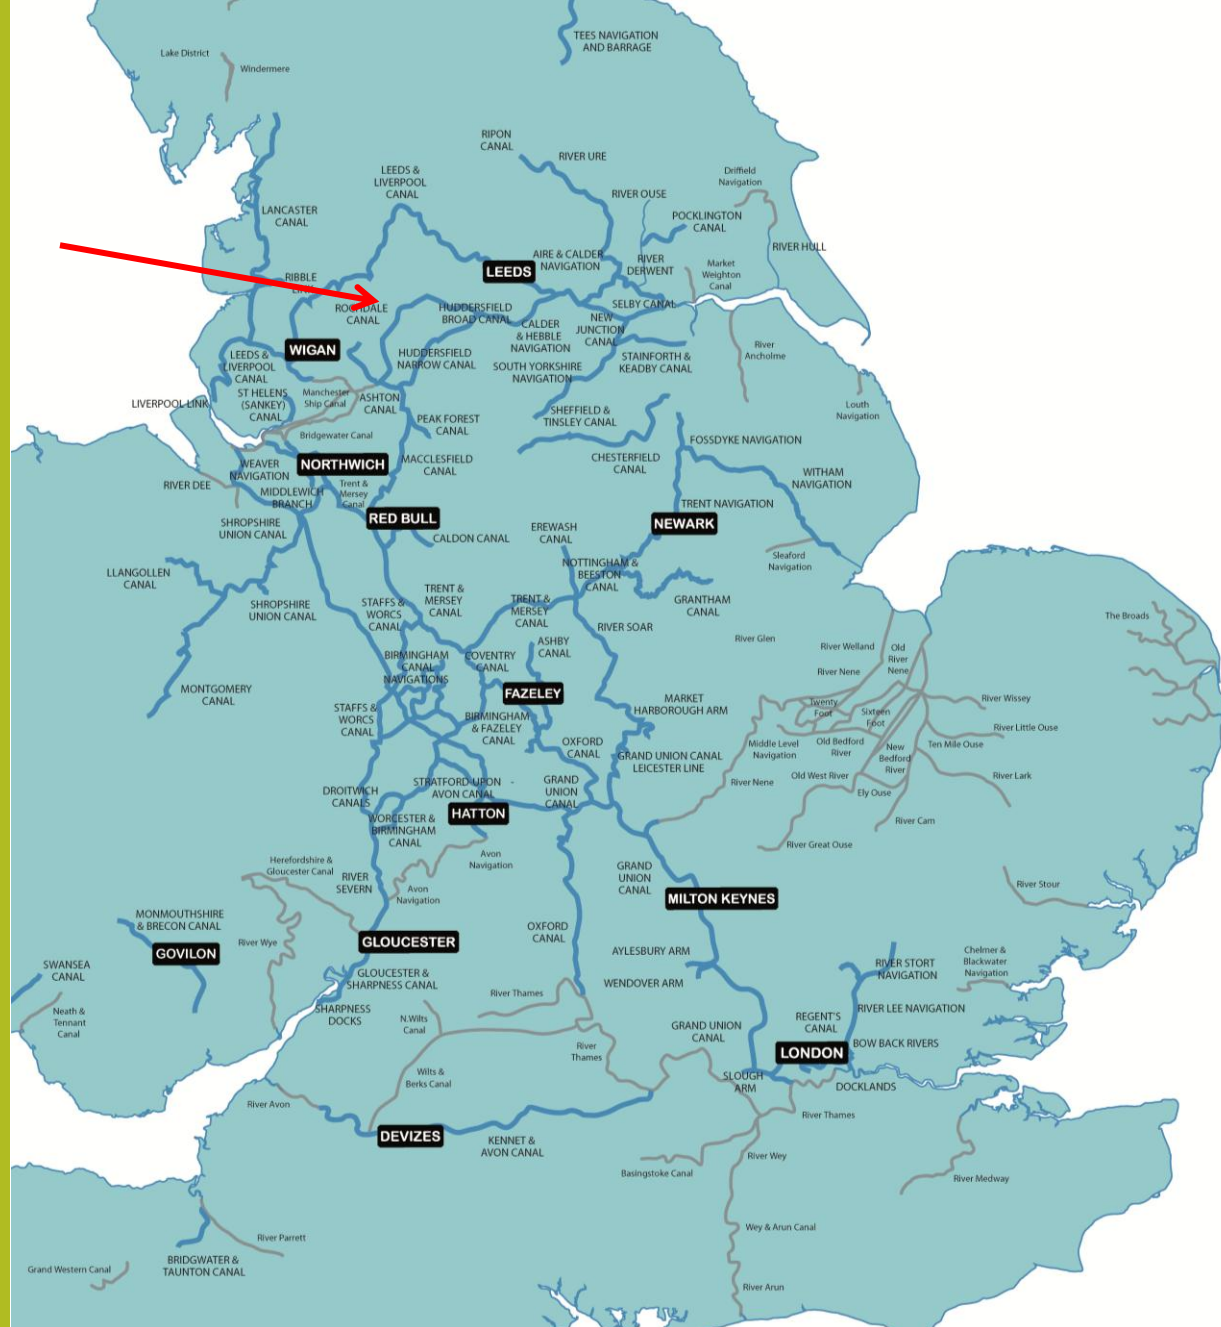 TEES NAVIGATION
AND BARRAGE
Lake District
Windermere
RIPON
CANAL
RIVER URE
LEEDS &
LIVERPOOL
CANAL
Driffield
Navigation
RIVER OUSE
LANCASTER
CANAL
POCKLINGTON
CANAL
RIVER HULL
AIRE & CALDER
NAVIGATION
RIVER
DERWENT
Market
Weighton
Canal
LEEDS
RIBBLE
ROCHDALE
CANAL
HUDDERSFIELD
BROAD CANAL
SELBY CANAL
NEW
JUNCTION
CANAL
CALDER
& HEBBLE
NAVIGATION
River
Ancholme
WIGAN
LEEDS &
LIVERPOOL
CANAL
HUDDERSFIELD
NARROW CANAL
SOUTH YORKSHIRE
NAVIGATION
STAINFORTH &
KEADBY CANAL
LIVERPOOL LINK
ST HELENS
(SANKEY)
CANAL
Manchester
Ship Canal
ASHTON
CANAL
PEAK FOREST
CANAL
SHEFFIELD &
TINSLEY CANAL
Louth
Navigation
Bridgewater Canal
FOSSDYKE NAVIGATION
WEAVER
NAVIGATION
NORTHWICH
MACCLESFIELD
CANAL
CHESTERFIELD
CANAL
WITHAM
NAVIGATION
RIVER DEE
MIDDLEWICH
BRANCH
Trent &
Mersey
Canal
TRENT NAVIGATION
SHROPSHIRE
UNION CANAL
RED BULL
NEWARK
CALDON CANAL
EREWASH
CANAL
Sleaford
Navigation
LLANGOLLEN
CANAL
NOTTINGHAM &
BEESTON
CANAL
SHROPSHIRE
UNION CANAL
STAFFS &
WORCS
CANAL
TRENT &
MERSEY
CANAL
TRENT &
MERSEY
CANAL
GRANTHAM
CANAL
RIVER SOAR
The Broads
River Glen
ASHBY
CANAL
River Welland
Old
River
Nene
BIRMINGHAM
CANAL
NAVIGATIONS
COVENTRY
CANAL
River Nene
MONTGOMERY
CANAL
FAZELEY
MARKET
HARBOROUGH ARM
Twenty
Foot
Sixteen
Foot
River Wissey
STAFFS &
WORCS
CANAL
BIRMINGHAM
& FAZELEY
CANAL
River Little Ouse
OXFORD
CANAL
GRAND UNION CANAL
LEICESTER LINE
Middle Level
Navigation
Old Bedford
River
New
Bedford
River
Ten Mile Ouse
DROITWICH
CANALS
STRATFORD-UPON -
AVON CANAL
GRAND
UNION
CANAL
River Nene
Old West River
Ely Ouse
River Lark
HATTON
WORCESTER &
BIRMINGHAM
CANAL
River Cam
River Great Ouse
Avon
Navigation
Herefordshire &
Gloucester Canal
RIVER
SEVERN
Avon
Navigation
GRAND
UNION
CANAL
River Stour
MILTON KEYNES
MONMOUTHSHIRE
& BRECON CANAL
GOVILON
River Wye
GLOUCESTER
OXFORD
CANAL
AYLESBURY ARM
WENDOVER ARM
SWANSEA
CANAL
GLOUCESTER &
SHARPNESS CANAL
RIVER STORT
NAVIGATION
Chelmer &
Blackwater
Navigation
River Thames
Neath &
Tennant
Canal
SHARPNESS
DOCKS
N.Wilts
Canal
GRAND UNION
CANAL
REGENT'S
CANAL
RIVER LEE NAVIGATION
River
Thames
LONDON
BOW BACK RIVERS
Wilts &
Berks Canal
SLOUGH
ARM
DOCKLANDS
River Avon
River Thames
DEVIZES
KENNET &
AVON CANAL
River Wey
Basingstoke Canal
River Medway
Wey & Arun Canal
River Parrett
BRIDGWATER &
TAUNTON CANAL
Grand Western Canal
River Arun